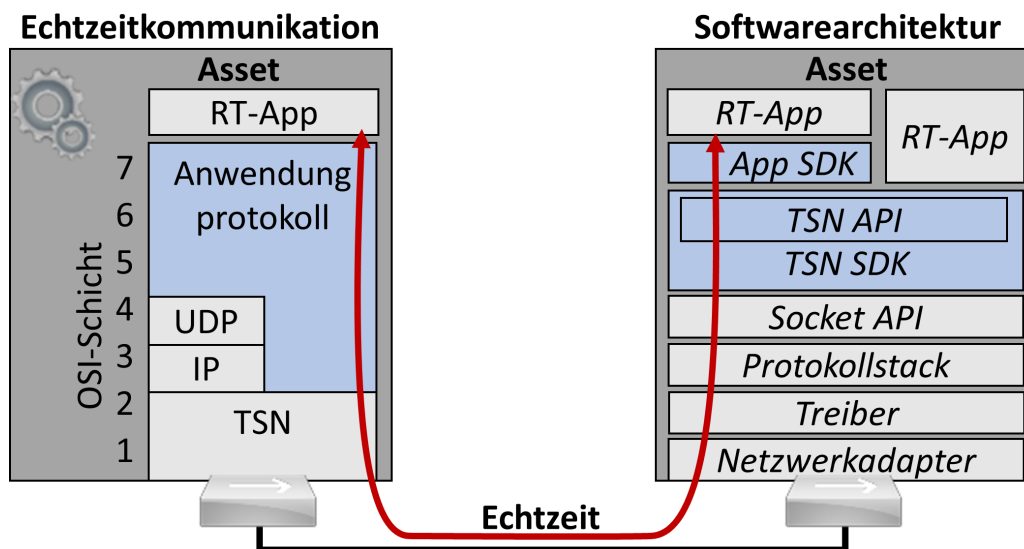 Echtzeitkommunikation
Asset
RT-App
7
Anwendung
6
protokoll
5
OSI-Schicht
4
UDP
3
IP
2
TSN
1
Softwarearchitektur
Asset
RT-App
RT-App
App SDK
TSN API
TSN SDK
Socket API
Protokollstack
Treiber
Netzwerkadapter
Echtzeit